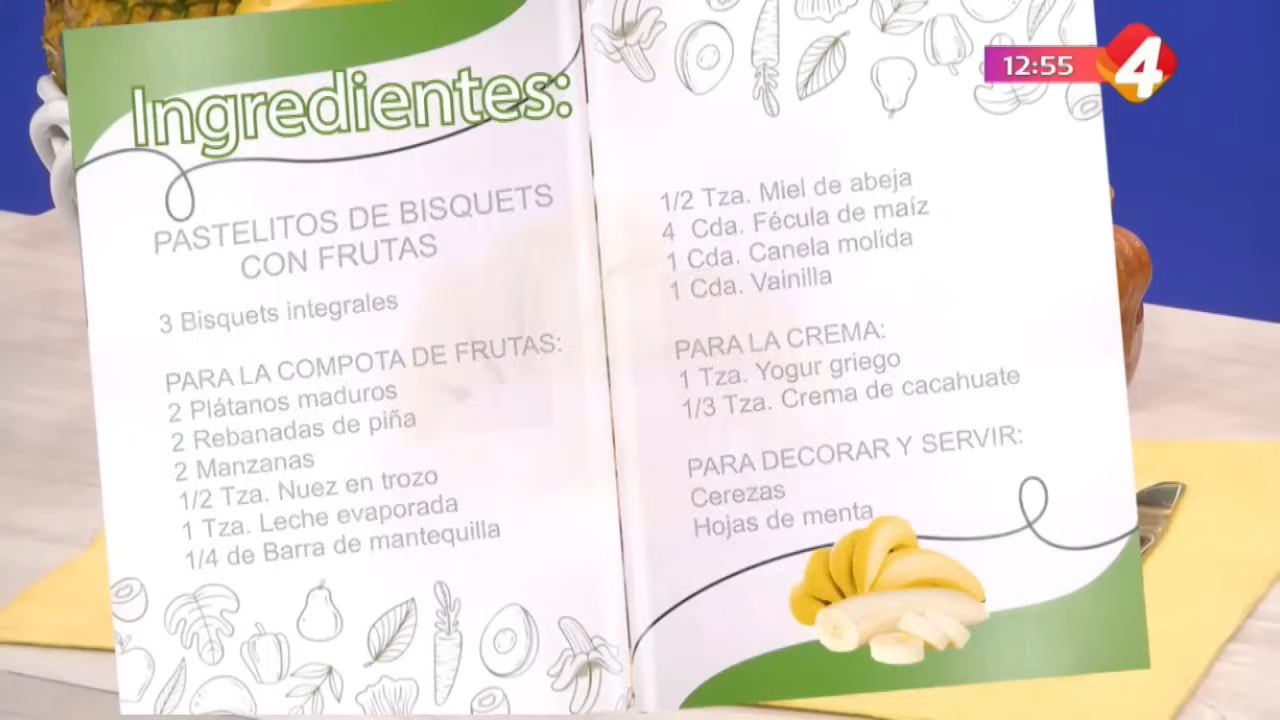 Ingredientes:
PASTELITOS DE BISQUETS
CON FRUTAS
3 Bisquets integrales
PARA LA COMPOTA DE FRUTAS:
2 Plátanos maduros
2 Rebanadas de piña
2 Manzanas
1/2 Tza. Nuez en trozo
1 Tza. Leche evaporada
1/4 de Barra de mantequilla
1/2 Tza. Miel de abeja
4 Cda. Fécula de maíz
1 Cda. Canela molida
1 Cda. Vainilla
PARA LA CREMA:
1 Tza. Yogur griego
1/3 Tza. Crema de cacahuate
PARA DECORAR Y SERVIR:
Cerezas
Hojas de menta
12:55
4